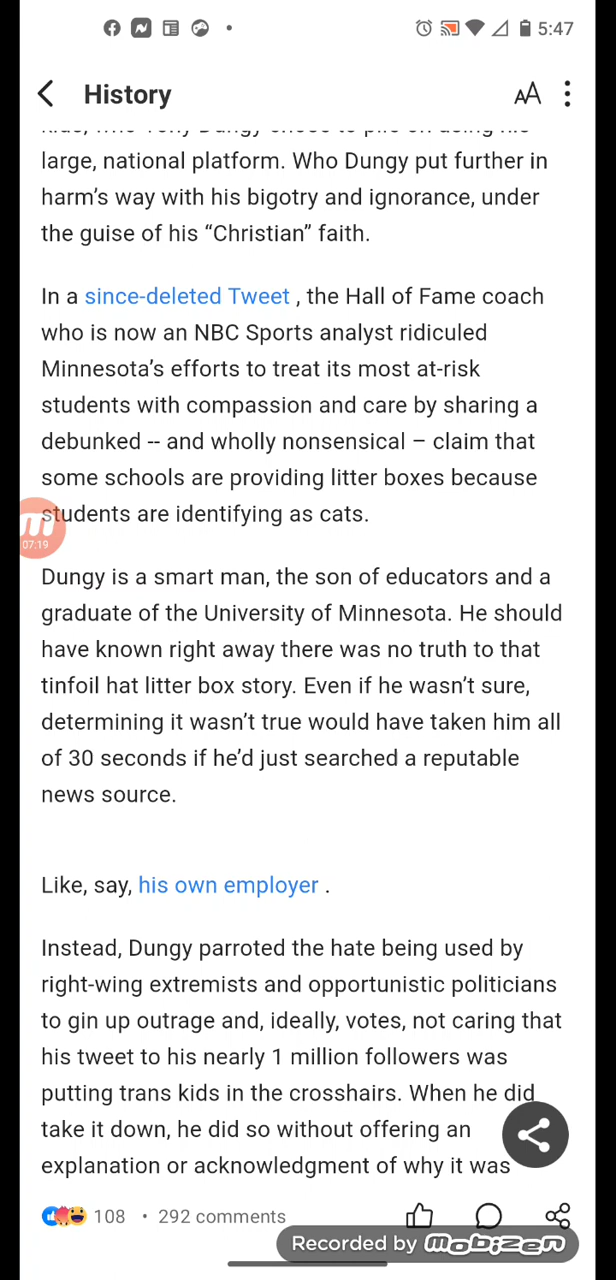 5:47
History
AA
large, national platform. Who Dungy put further in
harm's way with his bigotry and ignorance, under
the guise of his “Christian” faith.
In a since-deleted Tweet , the Hall of Fame coach
who is now an NBC Sports analyst ridiculed
Minnesota's efforts to treat its most at-risk
students with compassion and care by sharing a
debunked -- and wholly nonsensical – claim that
some schools are providing litter boxes because
students are identifying as cats.
07:19
Dungy is a smart man, the son of educators and a
graduate of the University of Minnesota. He should
have known right away there was no truth to that
tinfoil hat litter box story. Even if he wasn't sure,
determining it wasn't true would have taken him all
of 30 seconds if he'd just searched a reputable
news source.
Like, say, his own employer .
Instead, Dungy parroted the hate being used by
right-wing extremists and opportunistic politicians
to gin up outrage and, ideally, votes, not caring that
his tweet to his nearly 1 million followers was
putting trans kids in the crosshairs. When he did
take it down, he did so without offering an
explanation or acknowledgment of why it was
108 • 292 comments
Recorded by mobizen